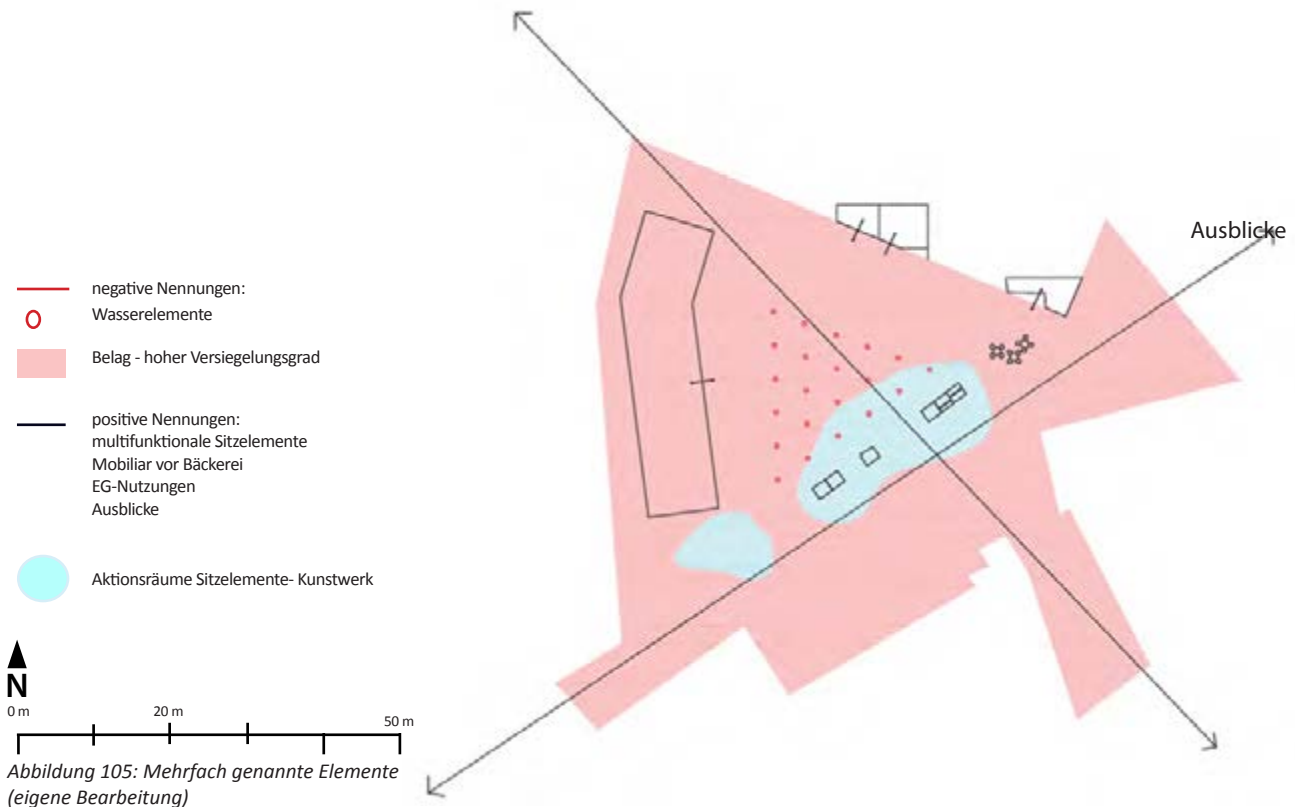 Ausblicke
negative Nennungen:
Wasserelemente
Belag - hoher Versiegelungsgrad
positive Nennungen:
multifunktionale Sitzelemente
Mobiliar vor Bäckerei
EG-Nutzungen
Ausblicke
Aktionsräume Sitzelemente- Kunstwerk
N
0 m 20 m 50 m
Abbildung 105: Mehrfach genannte Elemente
(eigene Bearbeitung)